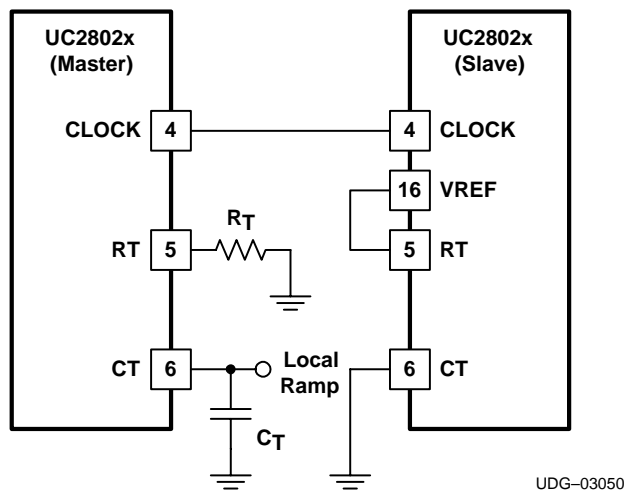 UC2802x
(Master)
UC2802x
(Slave)
CLOCK 4
4 CLOCK
16 VREF
RT
RT 5
5 RT
CT 6
Local
Ramp
6 CT
CT
UDG–03050